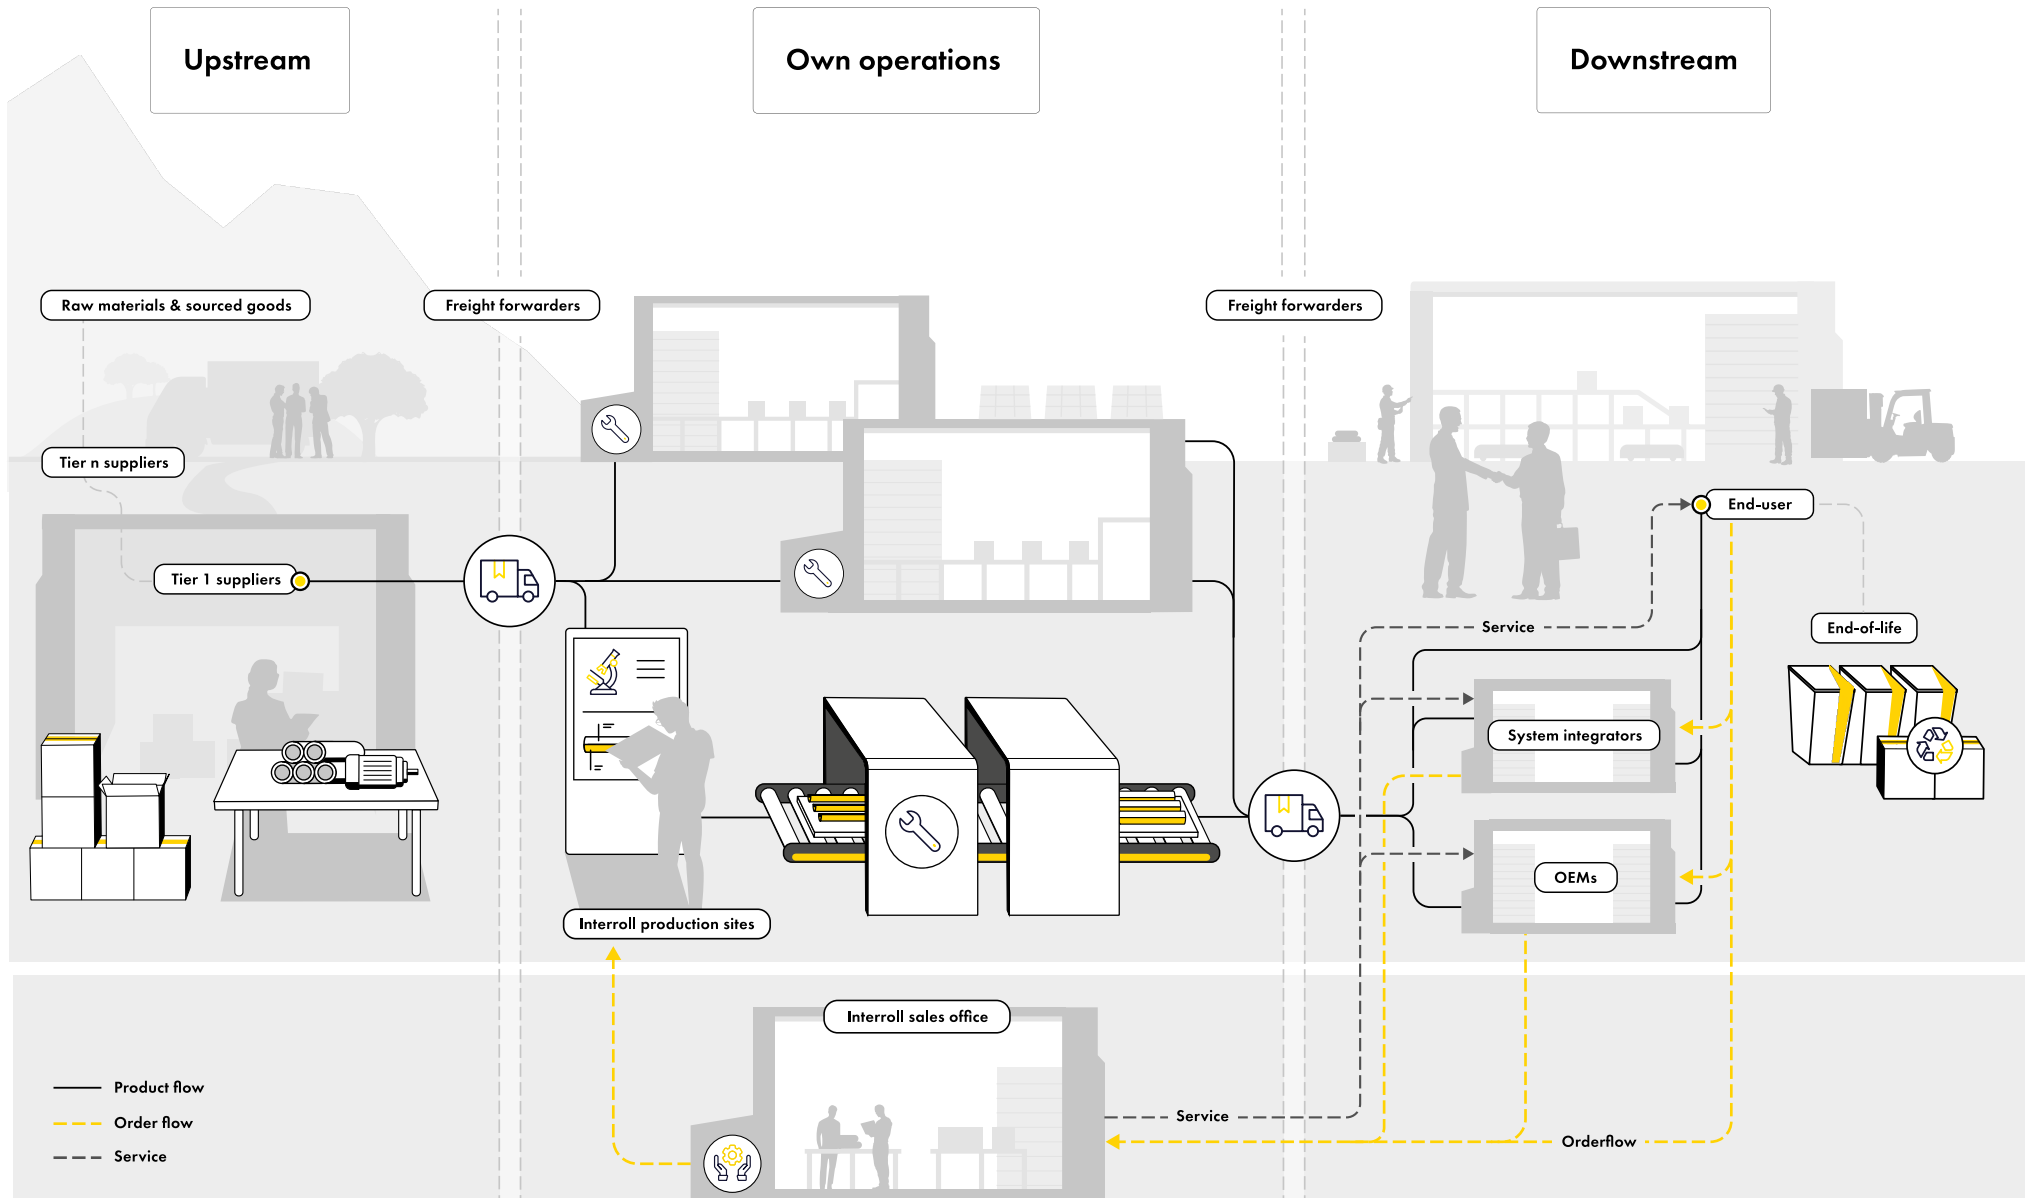 Upstream
Own operations
Downstream
Raw materials & sourced goods
Freight forwarders
Freight forwarders
Tier n suppliers
End-user
Tier 1 suppliers
Service
End-of-life
System integrators
OEMs
Interroll production sites
Interroll sales office
Product flow
Order flow
Service
Service
Orderflow